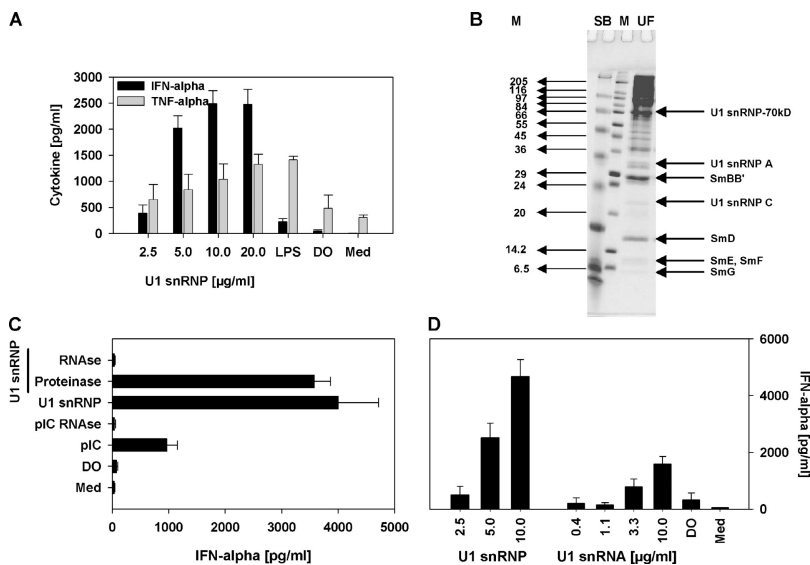 A
Cytokine [pg/ml]
3000
2500
2000
1500
1000
500
0
IFN-alpha
TNF-alpha
2.5 5.0 10.0 20.0 LPS DO Med
U1 snRNP [µg/ml]
B
M SB M UF
205
116
97
84
66
55
45
36
29
24
20
14.2
6.5
U1 snRNP-70kD
U1 snRNP A
SmBB'
U1 snRNP C
SmD
SmE, SmF
SmG
C
U1 snRNP
RNAse
Proteinase
U1 snRNP
pIC RNAse
pIC
DO
Med
0 1000 2000 3000 4000 5000
IFN-alpha [pg/ml]
D
6000
4000
2000
0
IFN-alpha [pg/ml]
2.5 5.0 10.0 0.4 1.1 3.3 10.0 DO Med
U1 snRNP U1 snRNA [µg/ml]